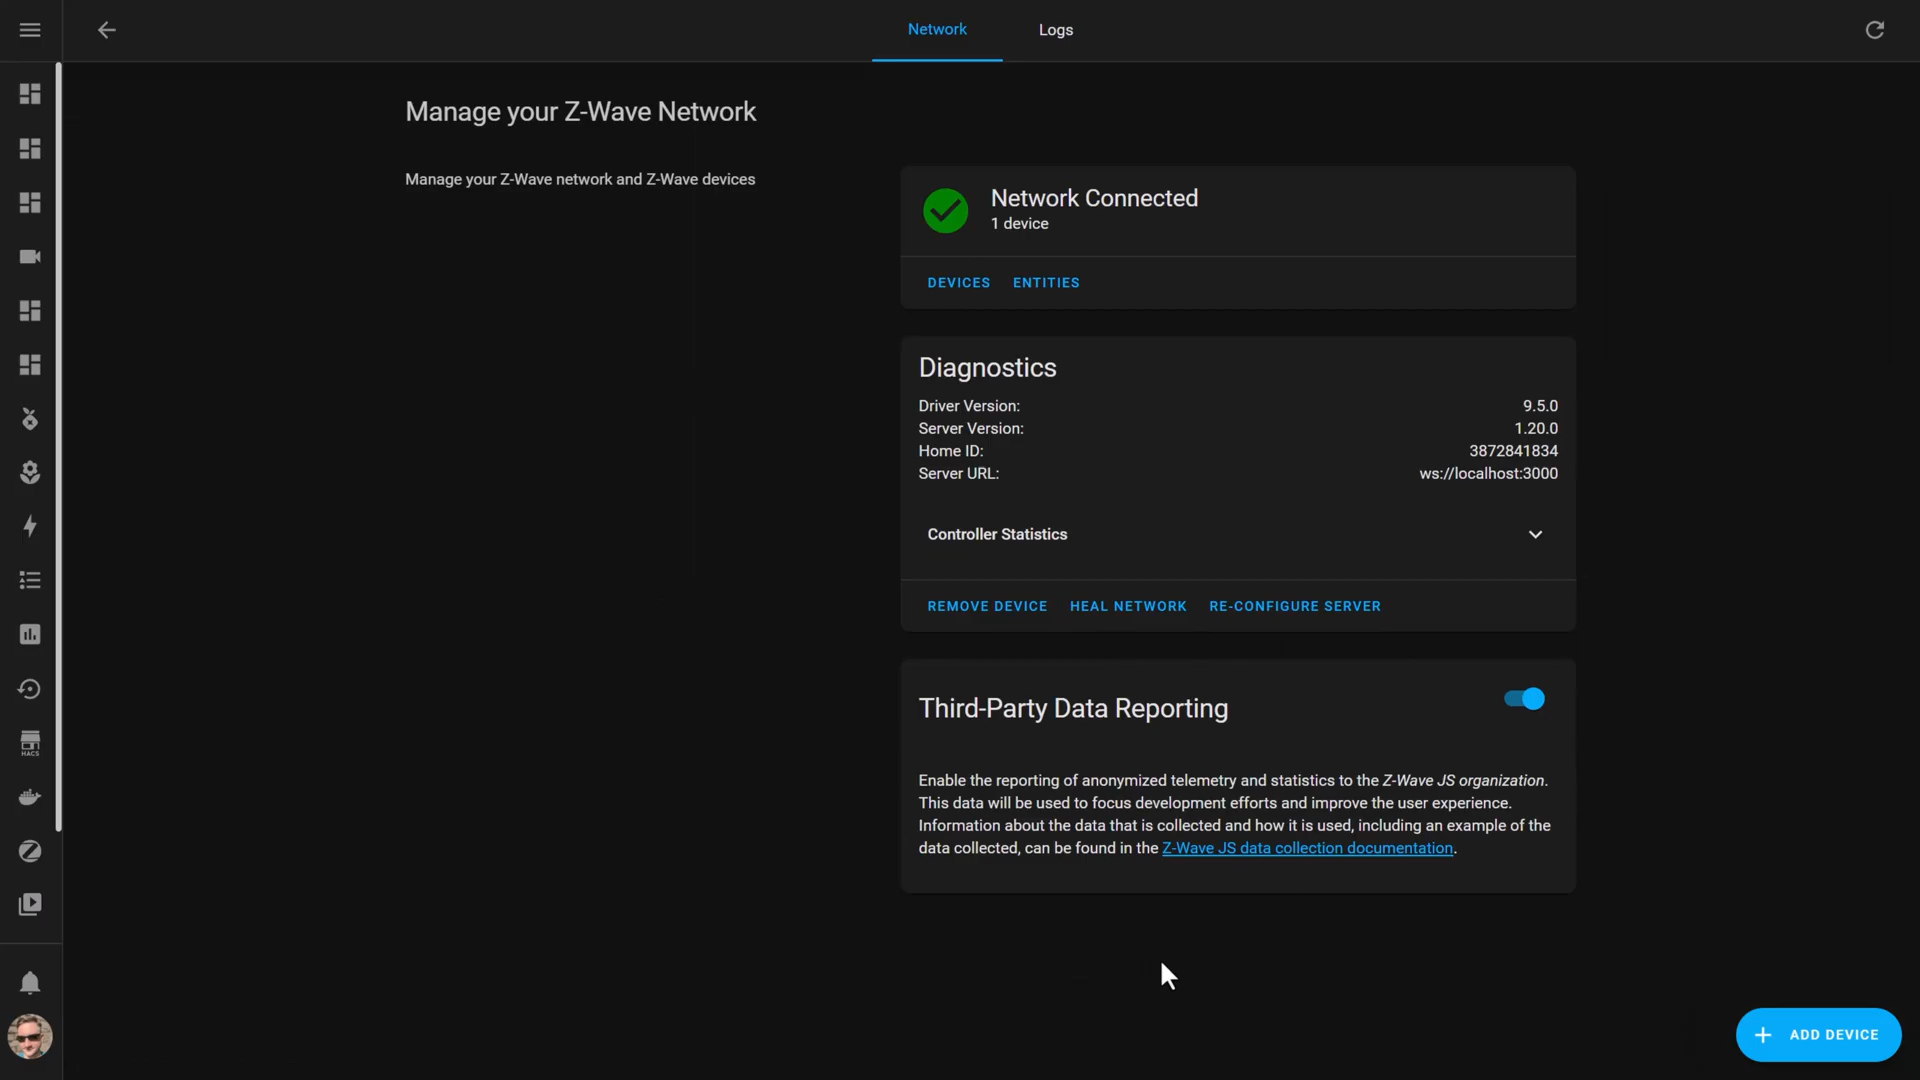 Network
Logs
Manage your Z-Wave Network
Manage your Z-Wave network and Z-Wave devices
Network Connected
1 device
DEVICES
ENTITIES
Diagnostics
Driver Version: 9.5.0
Server Version: 1.20.0
Home ID: 3872841834
Server URL: ws://localhost:3000
Controller Statistics
REMOVE DEVICE
HEAL NETWORK
RE-CONFIGURE SERVER
Third-Party Data Reporting
Enable the reporting of anonymized telemetry and statistics to the Z-Wave JS organization.
This data will be used to focus development efforts and improve the user experience.
Information about the data that is collected and how it is used, including an example of the
data collected, can be found in the Z-Wave JS data collection documentation.
HACS
ADD DEVICE